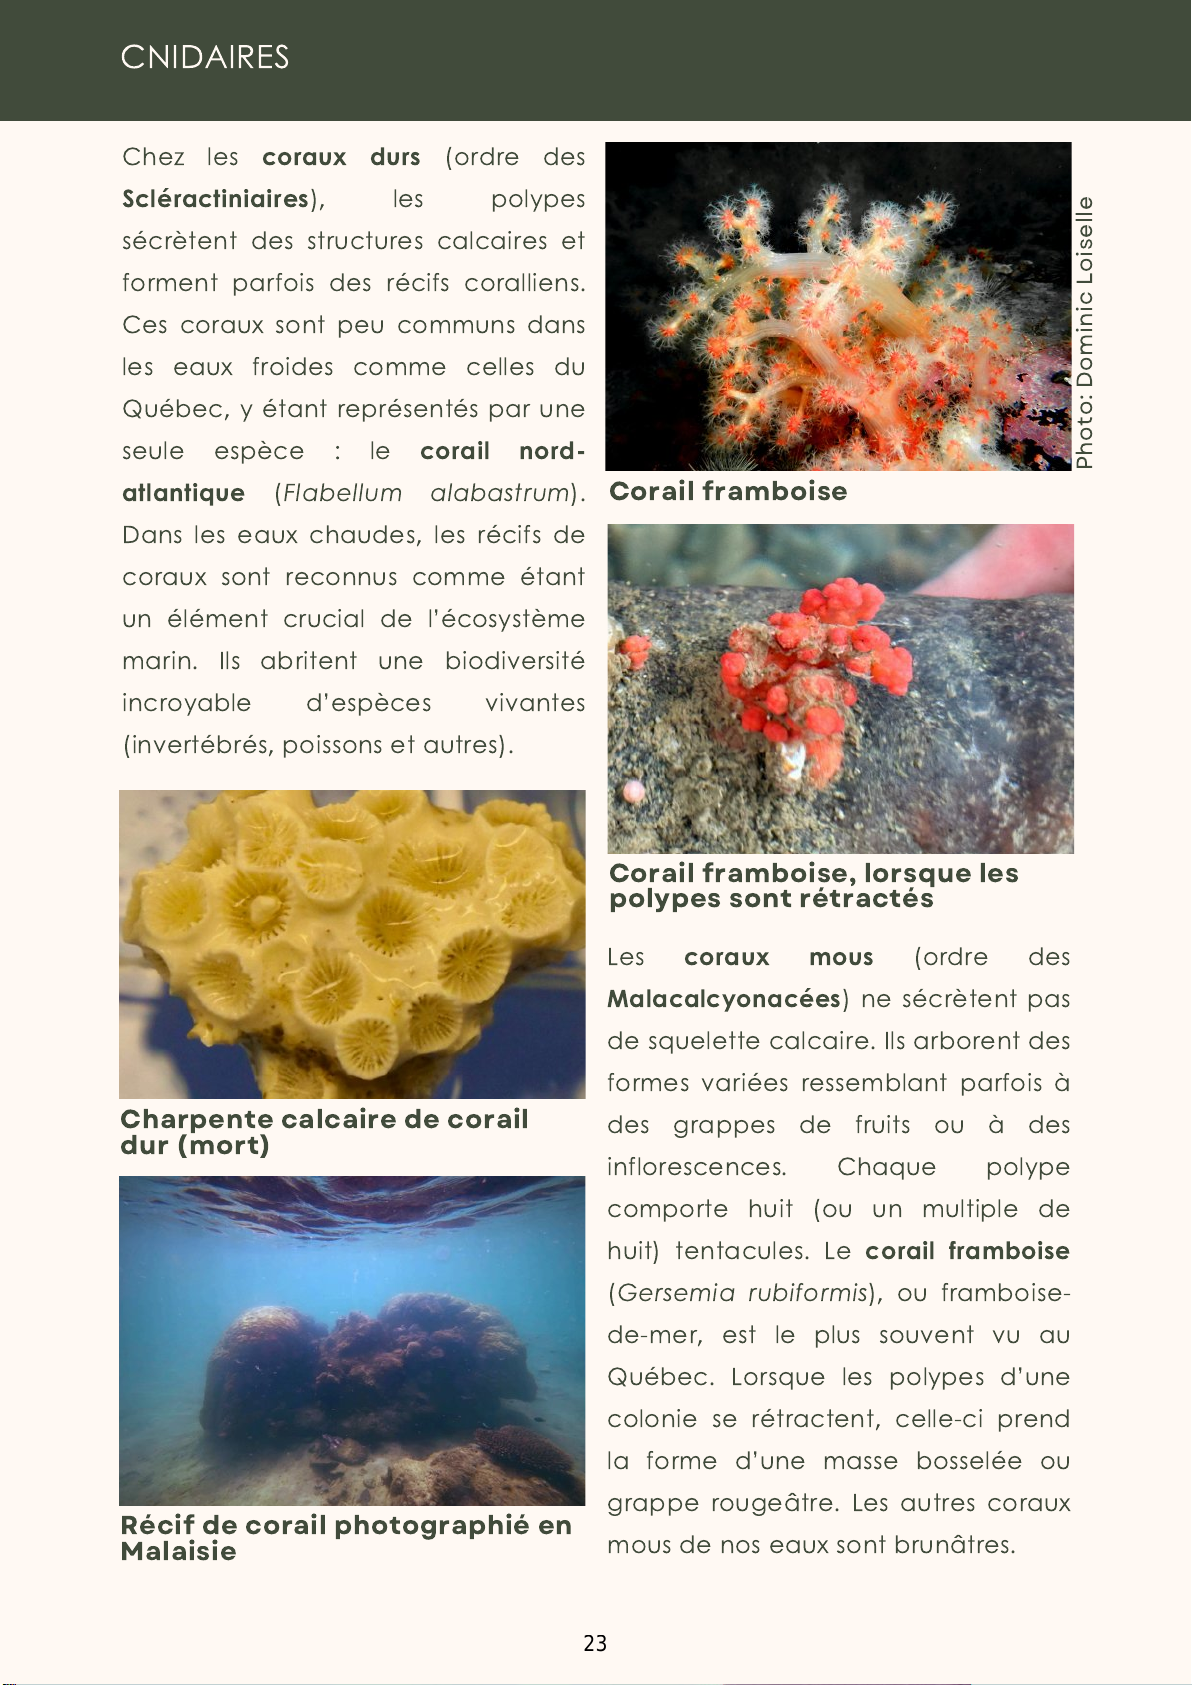 CNIDAIRES
Chez les coraux durs (ordre des
Scléractiniaires), les polypes
sécrètent des structures calcaires et
forment parfois des récifs coralliens.
Ces coraux sont peu communs dans
les eaux froides comme celles du
Québec, y étant représentés par une
seule espèce : le corail nord-
atlantique (Flabellum alabastrum).
Dans les eaux chaudes, les récifs de
coraux sont reconnus comme étant
un élément crucial de l'écosystème
marin. Ils abritent une biodiversité
incroyable d'espèces vivantes
(invertébrés, poissons et autres).
Charpente calcaire de corail
dur (mort)
Récif de corail photographié en
Malaisie
Photo: Dominic Loiselle
Corail framboise
Corail framboise, lorsque les
polypes sont rétractés
Les coraux mous (ordre des
Malacalcyonacées) ne sécrètent pas
de squelette calcaire. Ils arborent des
formes variées ressemblant parfois à
des grappes de fruits ou à des
inflorescences. Chaque polype
comporte huit (ou un multiple de
huit) tentacules. Le corail framboise
(Gersemia rubiformis), ou framboise-
de-mer, est le plus souvent vu au
Québec. Lorsque les polypes d'une
colonie se rétractent, celle-ci prend
la forme d'une masse bosselée ou
grappe rougeâtre. Les autres coraux
mous de nos eaux sont brunâtres.
23